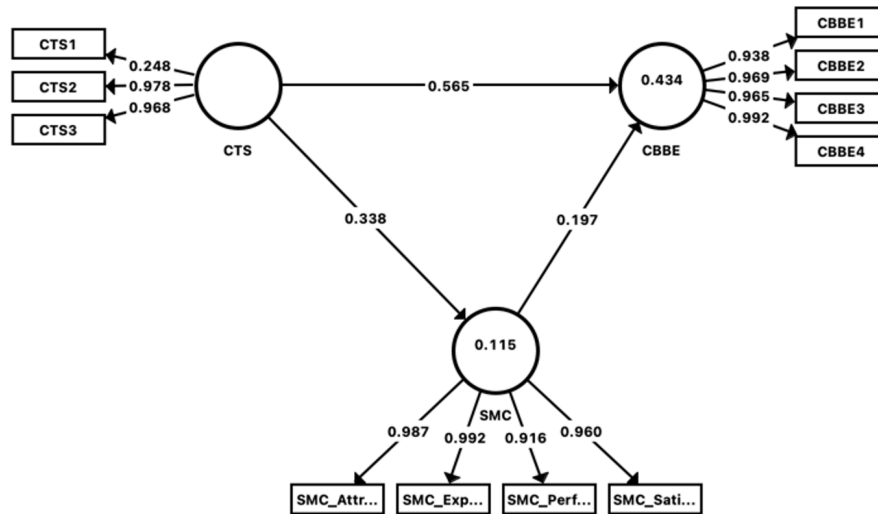 CTS1
CTS2
CTS3
0.248
0.978
0.968
CTS
0.565
0.434
CBBE
0.938
0.969
0.965
0.992
CBBE1
CBBE2
CBBE3
CBBE4
0.338
0.197
0.115
SMC
0.987
0.992
0.916
0.960
SMC_Attr...
SMC_Exp...
SMC_Perf...
SMC_Sati...